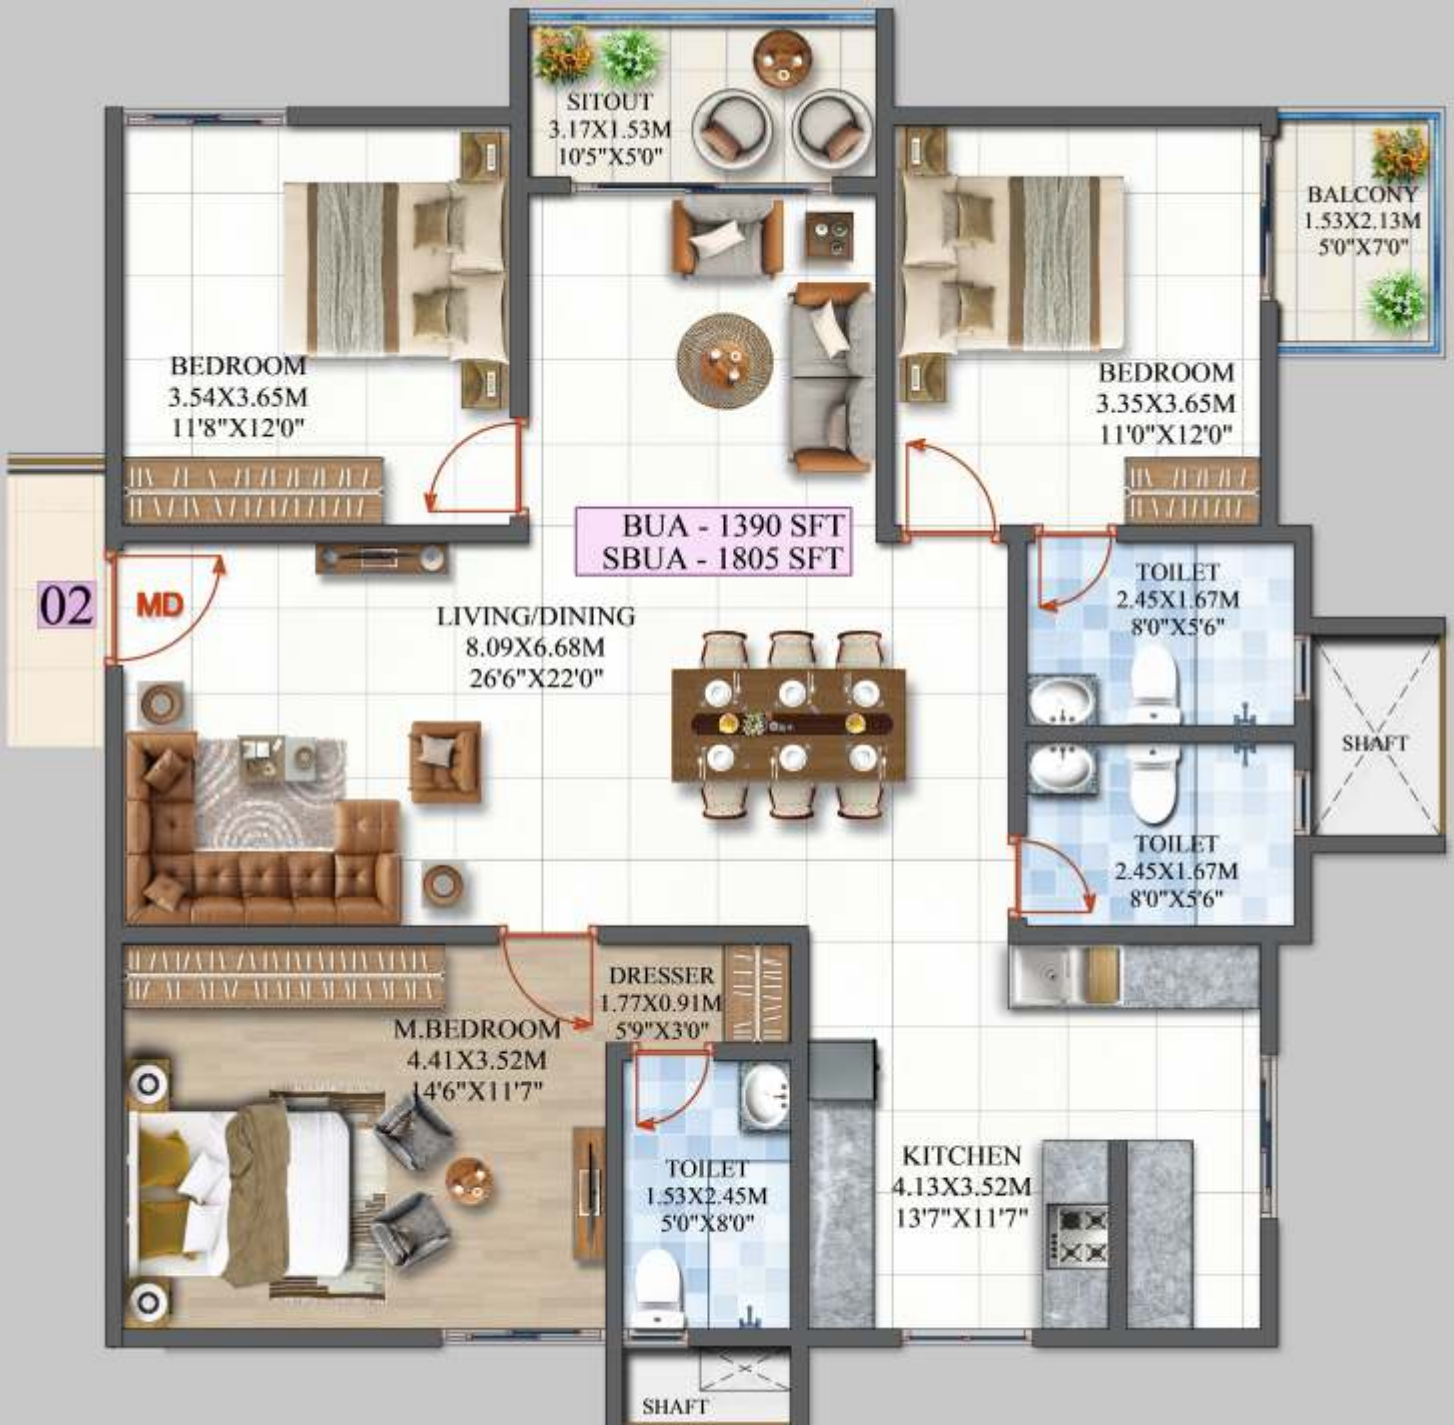 SITOUT
3.17X1.53M
10'5"X5'0"
BALCONY
1.53X2.13M
5'0"X7'0"
BEDROOM
3.54X3.65M
11'8"X12'0"
BEDROOM
3.35X3.65M
11'0"X12'0"
BUA - 1390 SFT
SBUA - 1805 SFT
02
MD
LIVING/DINING
8.09X6.68M
26'6"X22'0"
TOILET
2.45X1.67M
8'0"X5'6"
SHAFT
TOILET
2.45X1.67M
8'0"X5'6"
DRESSER
1.77X0.91M
5'9"X3'0"
M.BEDROOM
4.41X3.52M
14'6"X11'7"
TOILET
1.53X2.45M
5'0"X8'0"
KITCHEN
4.13X3.52M
13'7"X11'7"
SHAFT